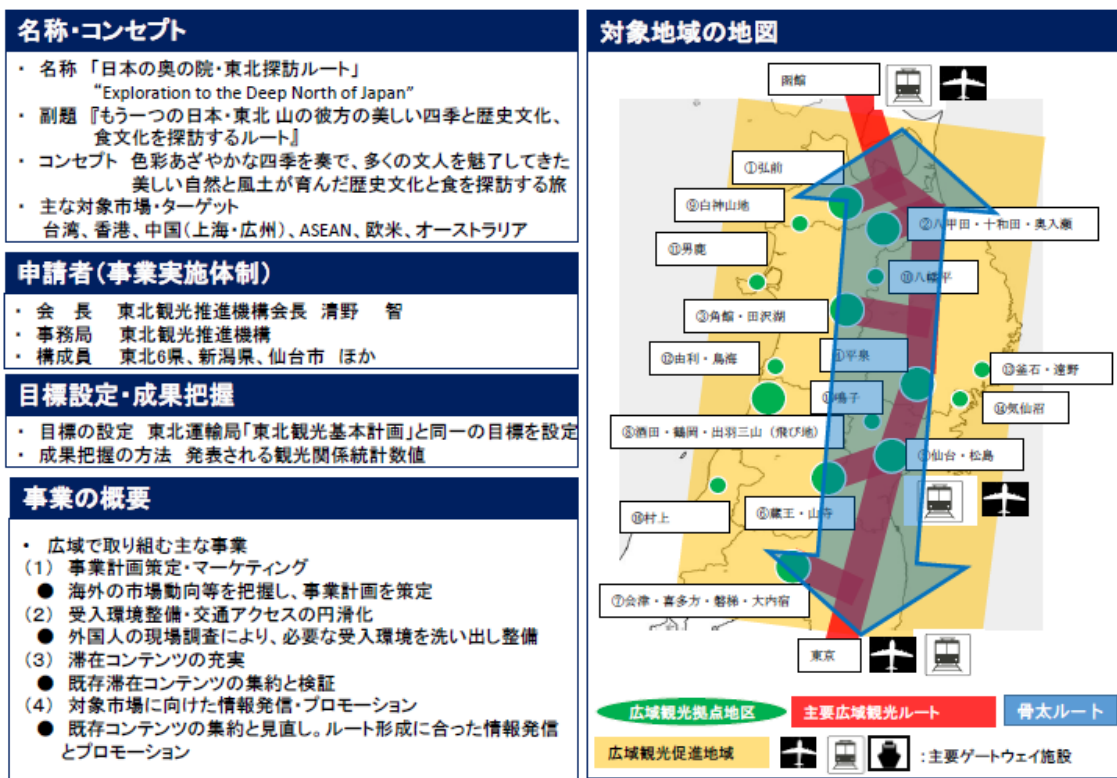 名称・コンセプト
・ 名称 「日本の奥の院・東北探訪ルート」
“Exploration to the Deep North of Japan”
・ 副題 『もう一つの日本・東北 山の彼方の美しい四季と歴史文化、
食文化を探訪するルート』
・ コンセプト 色彩あざやかな四季を奏で、多くの文人を魅了してきた
美しい自然と風土が育んだ歴史文化と食を探訪する旅
・ 主な対象市場・ターゲット
台湾、香港、中国(上海・広州)、ASEAN、欧米、オーストラリア
申請者(事業実施体制)
・ 会 長 東北観光推進機構会長 清野 智
・ 事務局 東北観光推進機構
・ 構成員 東北6県、新潟県、仙台市 ほか
目標設定・成果把握
・ 目標の設定 東北運輸局「東北観光基本計画」と同一の目標を設定
・ 成果把握の方法 発表される観光関係統計数値
事業の概要
・ 広域で取り組む主な事業
(1) 事業計画策定・マーケティング
● 海外の市場動向等を把握し、事業計画を策定
(2) 受入環境整備・交通アクセスの円滑化
● 外国人の現場調査により、必要な受入環境を洗い出し整備
(3) 滞在コンテンツの充実
● 既存滞在コンテンツの集約と検証
(4) 対象市場に向けた情報発信・プロモーション
● 既存コンテンツの集約と見直し。ルート形成に合った情報発信
とプロモーション
対象地域の地図
函館
①弘前
⑨白神山地
②八甲田・十和田・奥入瀬
⑪男鹿
⑩八幡平
③角館・田沢湖
⑫由利・鳥海
④平泉
⑬釜石・遠野
鳴子
⑭気仙沼
⑧酒田・鶴岡・出羽三山(飛び地)
⑤仙台・松島
⑯村上
⑥蔵王・山寺
⑦会津・喜多方・磐梯・大内宿
東京
広域観光拠点地区
主要広域観光ルート
骨太ルート
広域観光促進地域
:主要ゲートウェイ施設